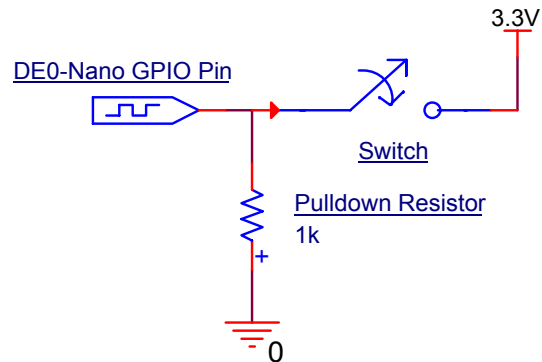 3.3V
DE0-Nano GPIO Pin
Switch
Pulldown Resistor
1k
+
0